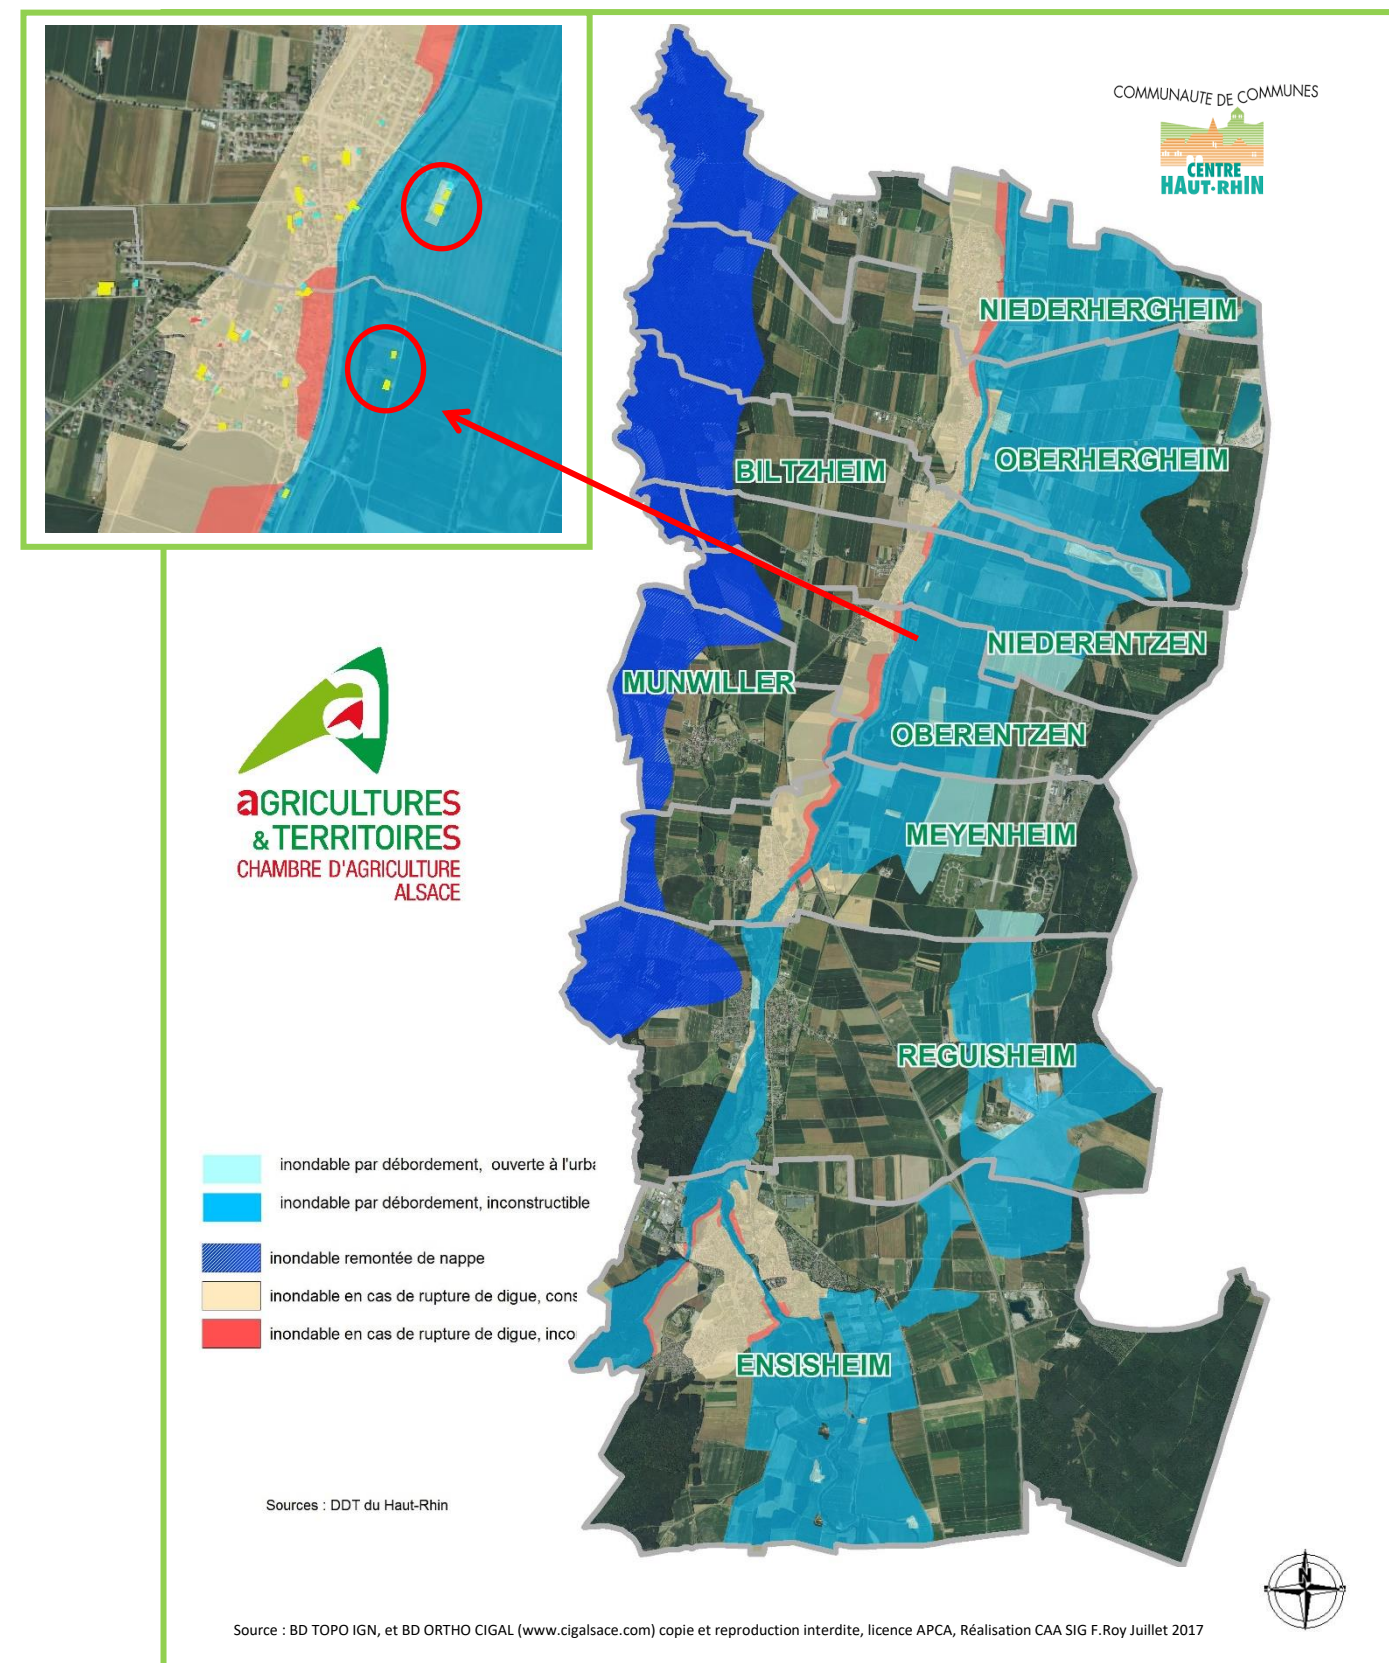 COMMUNAUTE DE COMMUNES
CENTRE
HAUT-RHIN
NIEDERHERGHEIM
OBERHERGHEIM
BILTZHEIM
NIEDERENTZEN
MUNWILLER
OBERENTZEN
MEYENHEIM
REGUISHEIM
ENSISHEIM
a
AGRICULTURES
& TERRITOIRES
CHAMBRE D'AGRICULTURE
ALSACE
inondable par débordement, ouverte à l'urba
inondable par débordement, inconstructible
inondable remontée de nappe
inondable en cas de rupture de digue, cons
inondable en cas de rupture de digue, inco
Sources : DDT du Haut-Rhin
N
Source : BD TOPO IGN, et BD ORTHO CIGAL (www.cigalsace.com) copie et reproduction interdite, licence APCA, Réalisation CAA SIG F.Roy Juillet 2017